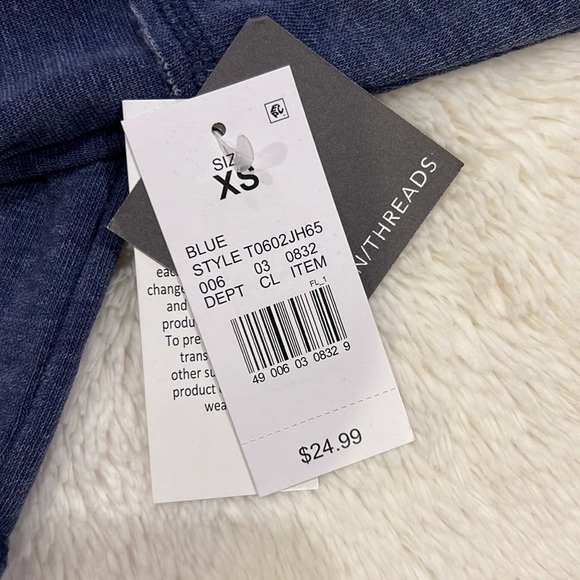 SIZE
XS
BLUE
STYLE T0602JH65
006 03 0832
DEPT CL ITEM
FL_1
49 006 03 0832 9
$24.99
N/THREADS
change
and
produ
To pre
trans
other su
product
wea